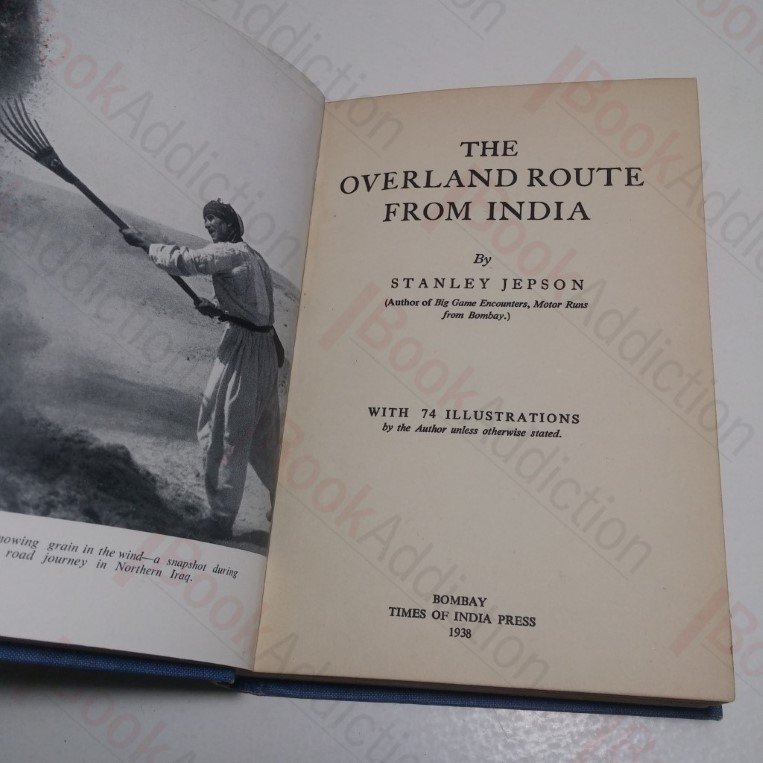 nowing grain in the wind—a snapshot during
road journey in Northern Iraq.
THE
OVERLAND ROUTE
FROM INDIA
By
STANLEY JEPSON
(Author of Big Game Encounters, Motor Runs
from Bombay.)
WITH 74 ILLUSTRATIONS
by the Author unless otherwise stated.
BOMBAY
TIMES OF INDIA PRESS
1938
BookAddiction